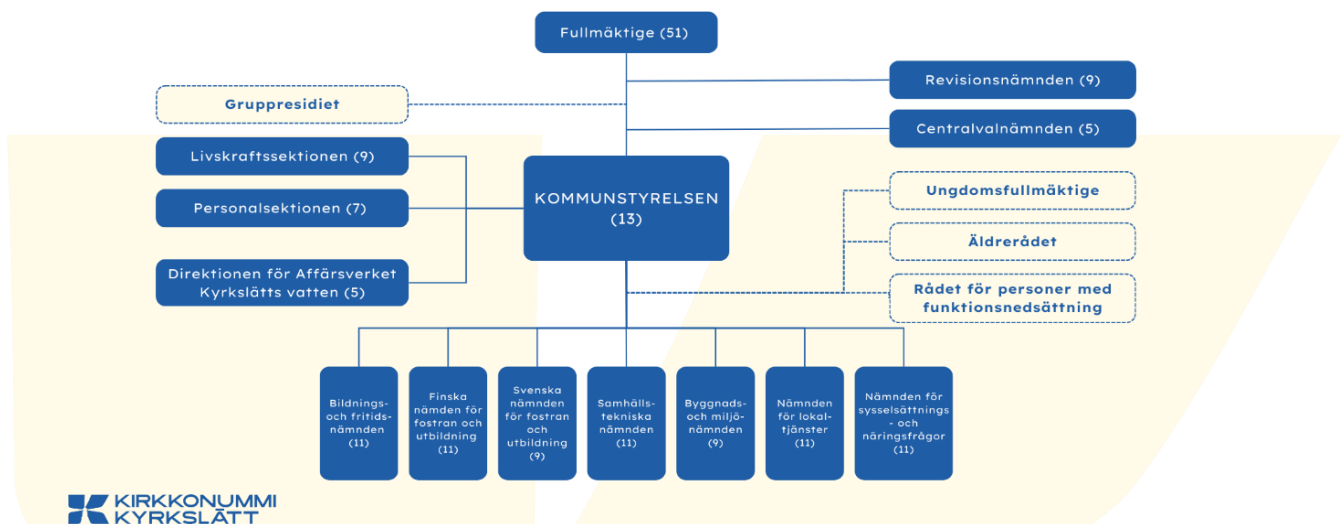 Fullmäktige (51)
Revisionsnämnden (9)
Gruppresidiet
Centralvalnämnden (5)
Livskraftssektionen (9)
Personalsektionen (7)
Direktionen för Affärsverket
Kyrkslätts vatten (5)
KOMMUNSTYRELSEN
(13)
Ungdomsfullmäktige
Äldrerådet
Rådet för personer med
funktionsnedsättning
Bildnings-
och fritids-
nämnden
(11)
Finska
nämden för
fostran och
utbildning
(11)
Svenska
nämnden
för fostran
och
utbildning
(9)
Samhälls-
tekniska
nämnden
(11)
Byggnads-
och miljö-
nämnden
(9)
Nämnden
för lokal-
tjänster
(11)
Nämnden för
sysselsättnings
- och
näringsfrågor
(11)
KIRKKONUMMI
KYRKSLÄTT